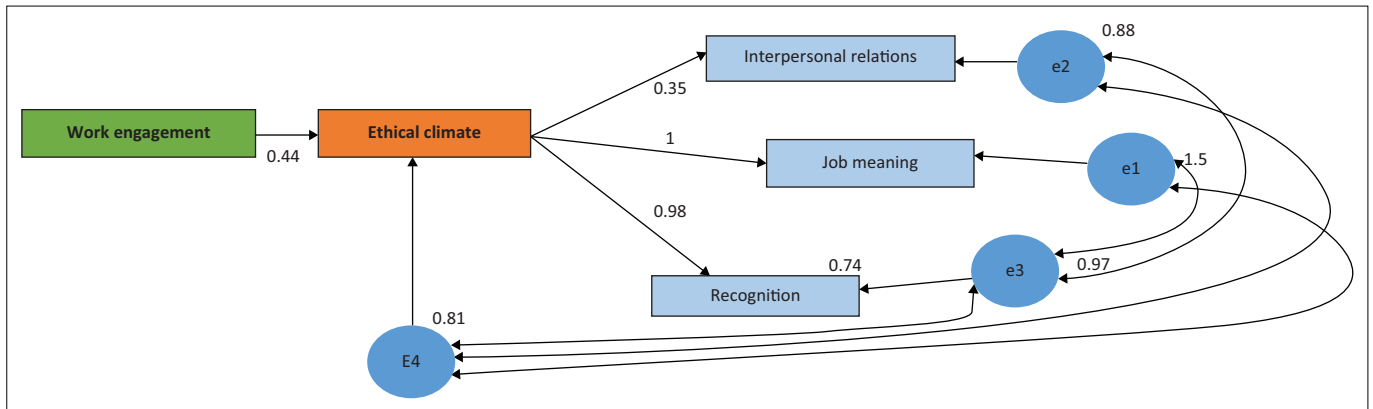 0.88
Interpersonal relations
e2
0.35
Work engagement
Ethical climate
0.44
1
Job meaning
e1
1.5
0.98
0.74
e3
0.97
Recognition
0.81
E4